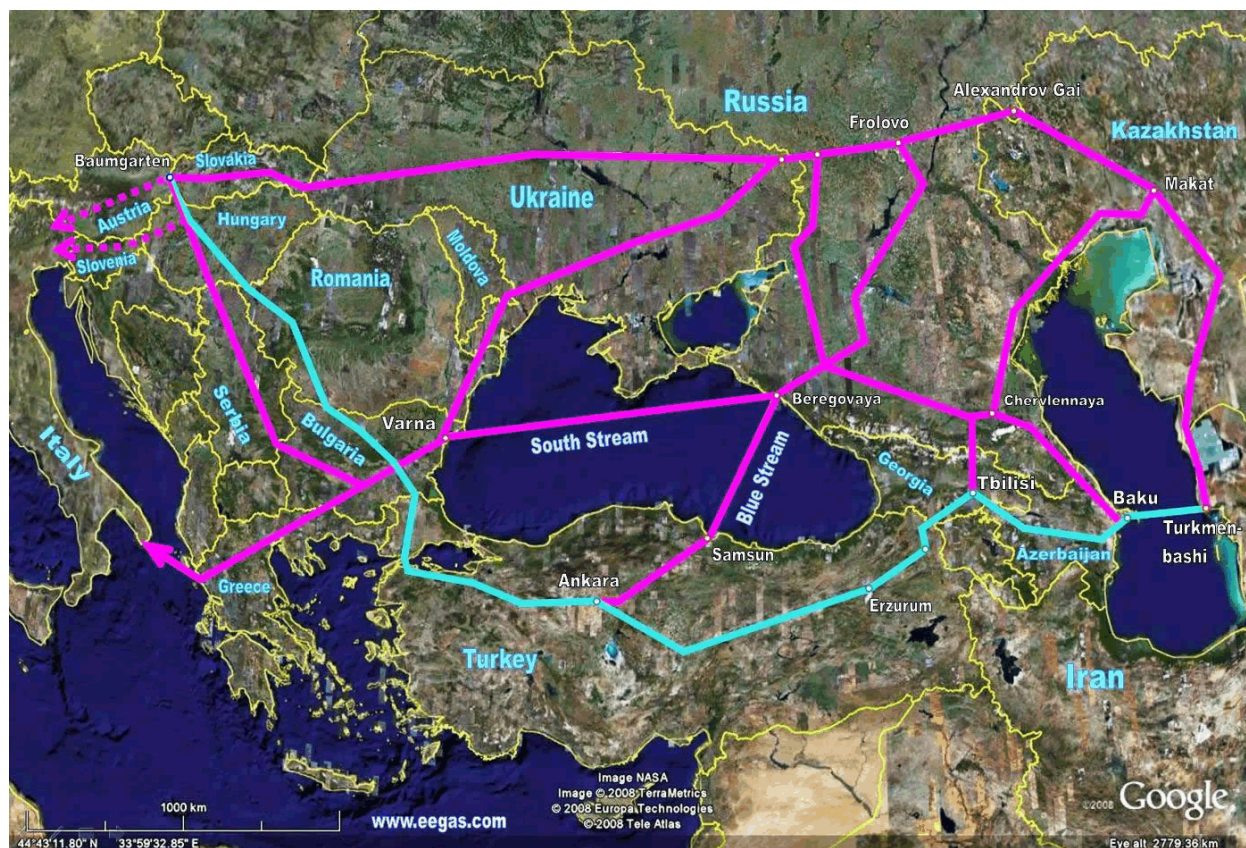 Alexandrov Gai
Russia
Frolovo
Kazakhstan
Baumgarten
Slovakia
Makat
Ukraine
Austria
Hungary
Moldova
Slovenia
Romania
Beregovaya
Chervlennaya
Serbia
Varna
Bulgaria
South Stream
Italy
Blue Stream
Georgia
Tbilisi
Baku
Turkmen-
bashi
Azerbaijan
Samsun
Ankara
Greece
Erzurum
Turkey
Iran
Image NASA
Image © 2008 TerraMetrics
© 2008 Europa Technologies
© 2008 Tele Atlas
1000 km
www.eegas.com
©2008 Google
44°43'11.80" N 33°59'32.85" E
Eye alt 2779.36 km